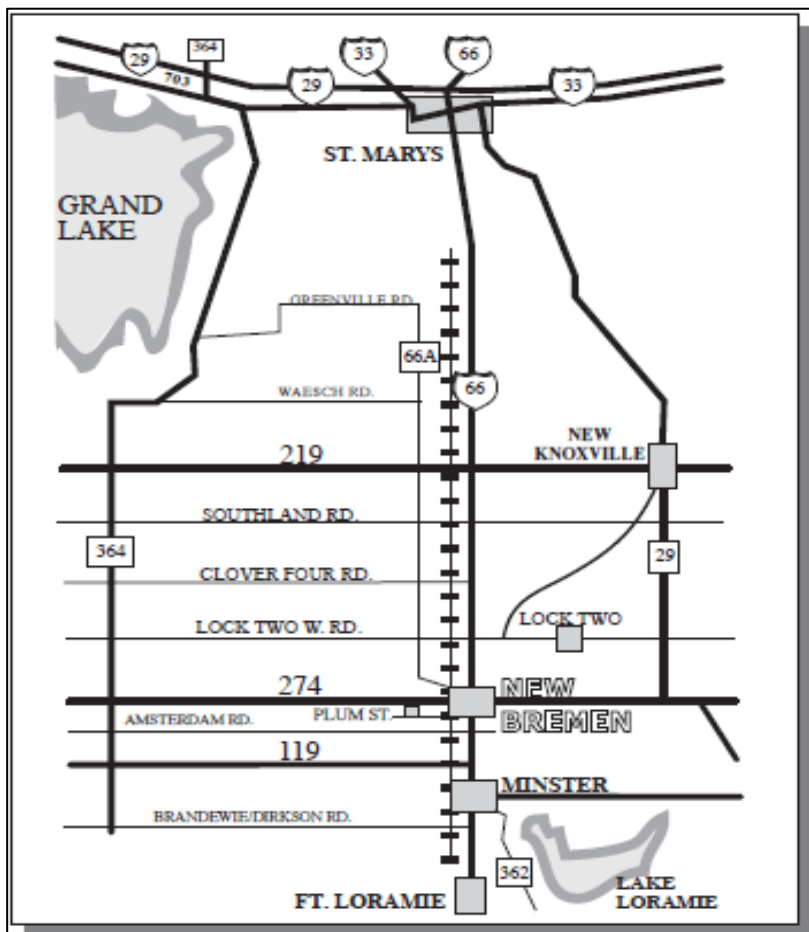 364
33
66
29
703
29
33
ST. MARYS
GRAND
LAKE
GREENVILLE RD.
66A
66
WAESCH RD.
NEW
KNOXVILLE
219
SOUTHLAND RD.
364
29
CLOVER FOUR RD.
LOCK TWO W. RD.
LOCK TWO
274
NEW
BREMEN
PLUM ST.
AMSTERDAM RD.
119
MINSTER
BRANDEWIE/DIRKSON RD.
362
LAKE
LORAMIE
FT. LORAMIE